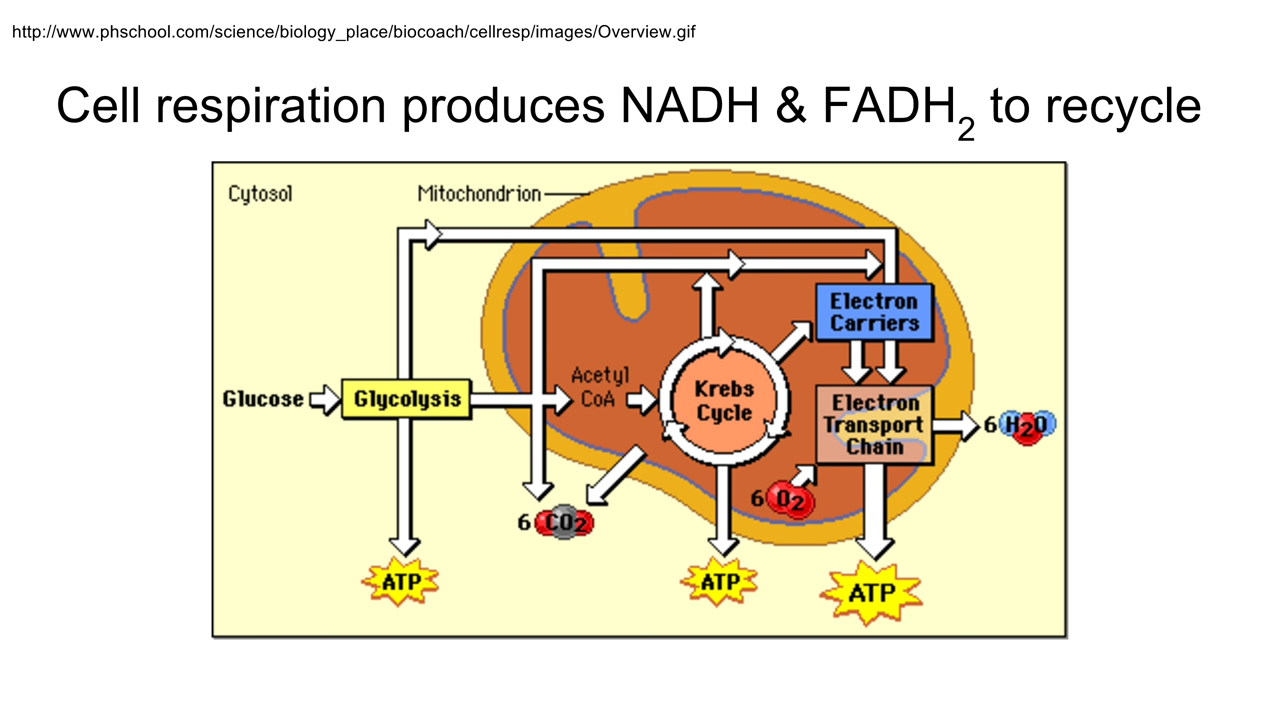 http://www.phschool.com/science/biology_place/biocoach/cellresp/images/Overview.gif
Cell respiration produces NADH & FADH2 to recycle
Cytosol
Mitochondrion
Electron
Carriers
Glucose
Glycolysis
Acetyl
CoA
Krebs
Cycle
Electron
Transport
Chain
6 H2O
6 O2
6 CO2
ATP
ATP
ATP